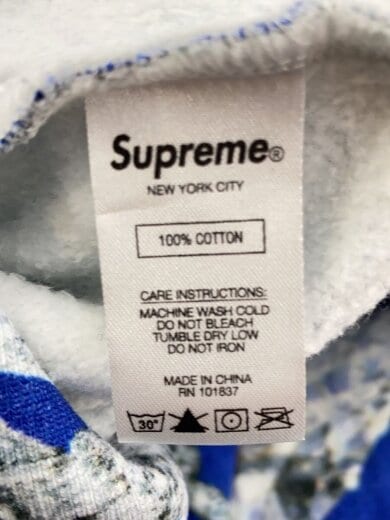 Supreme®
NEW YORK CITY
100% COTTON
CARE INSTRUCTIONS:
MACHINE WASH COLD
DO NOT BLEACH
TUMBLE DRY LOW
DO NOT IRON
MADE IN CHINA
RN 101837
30°